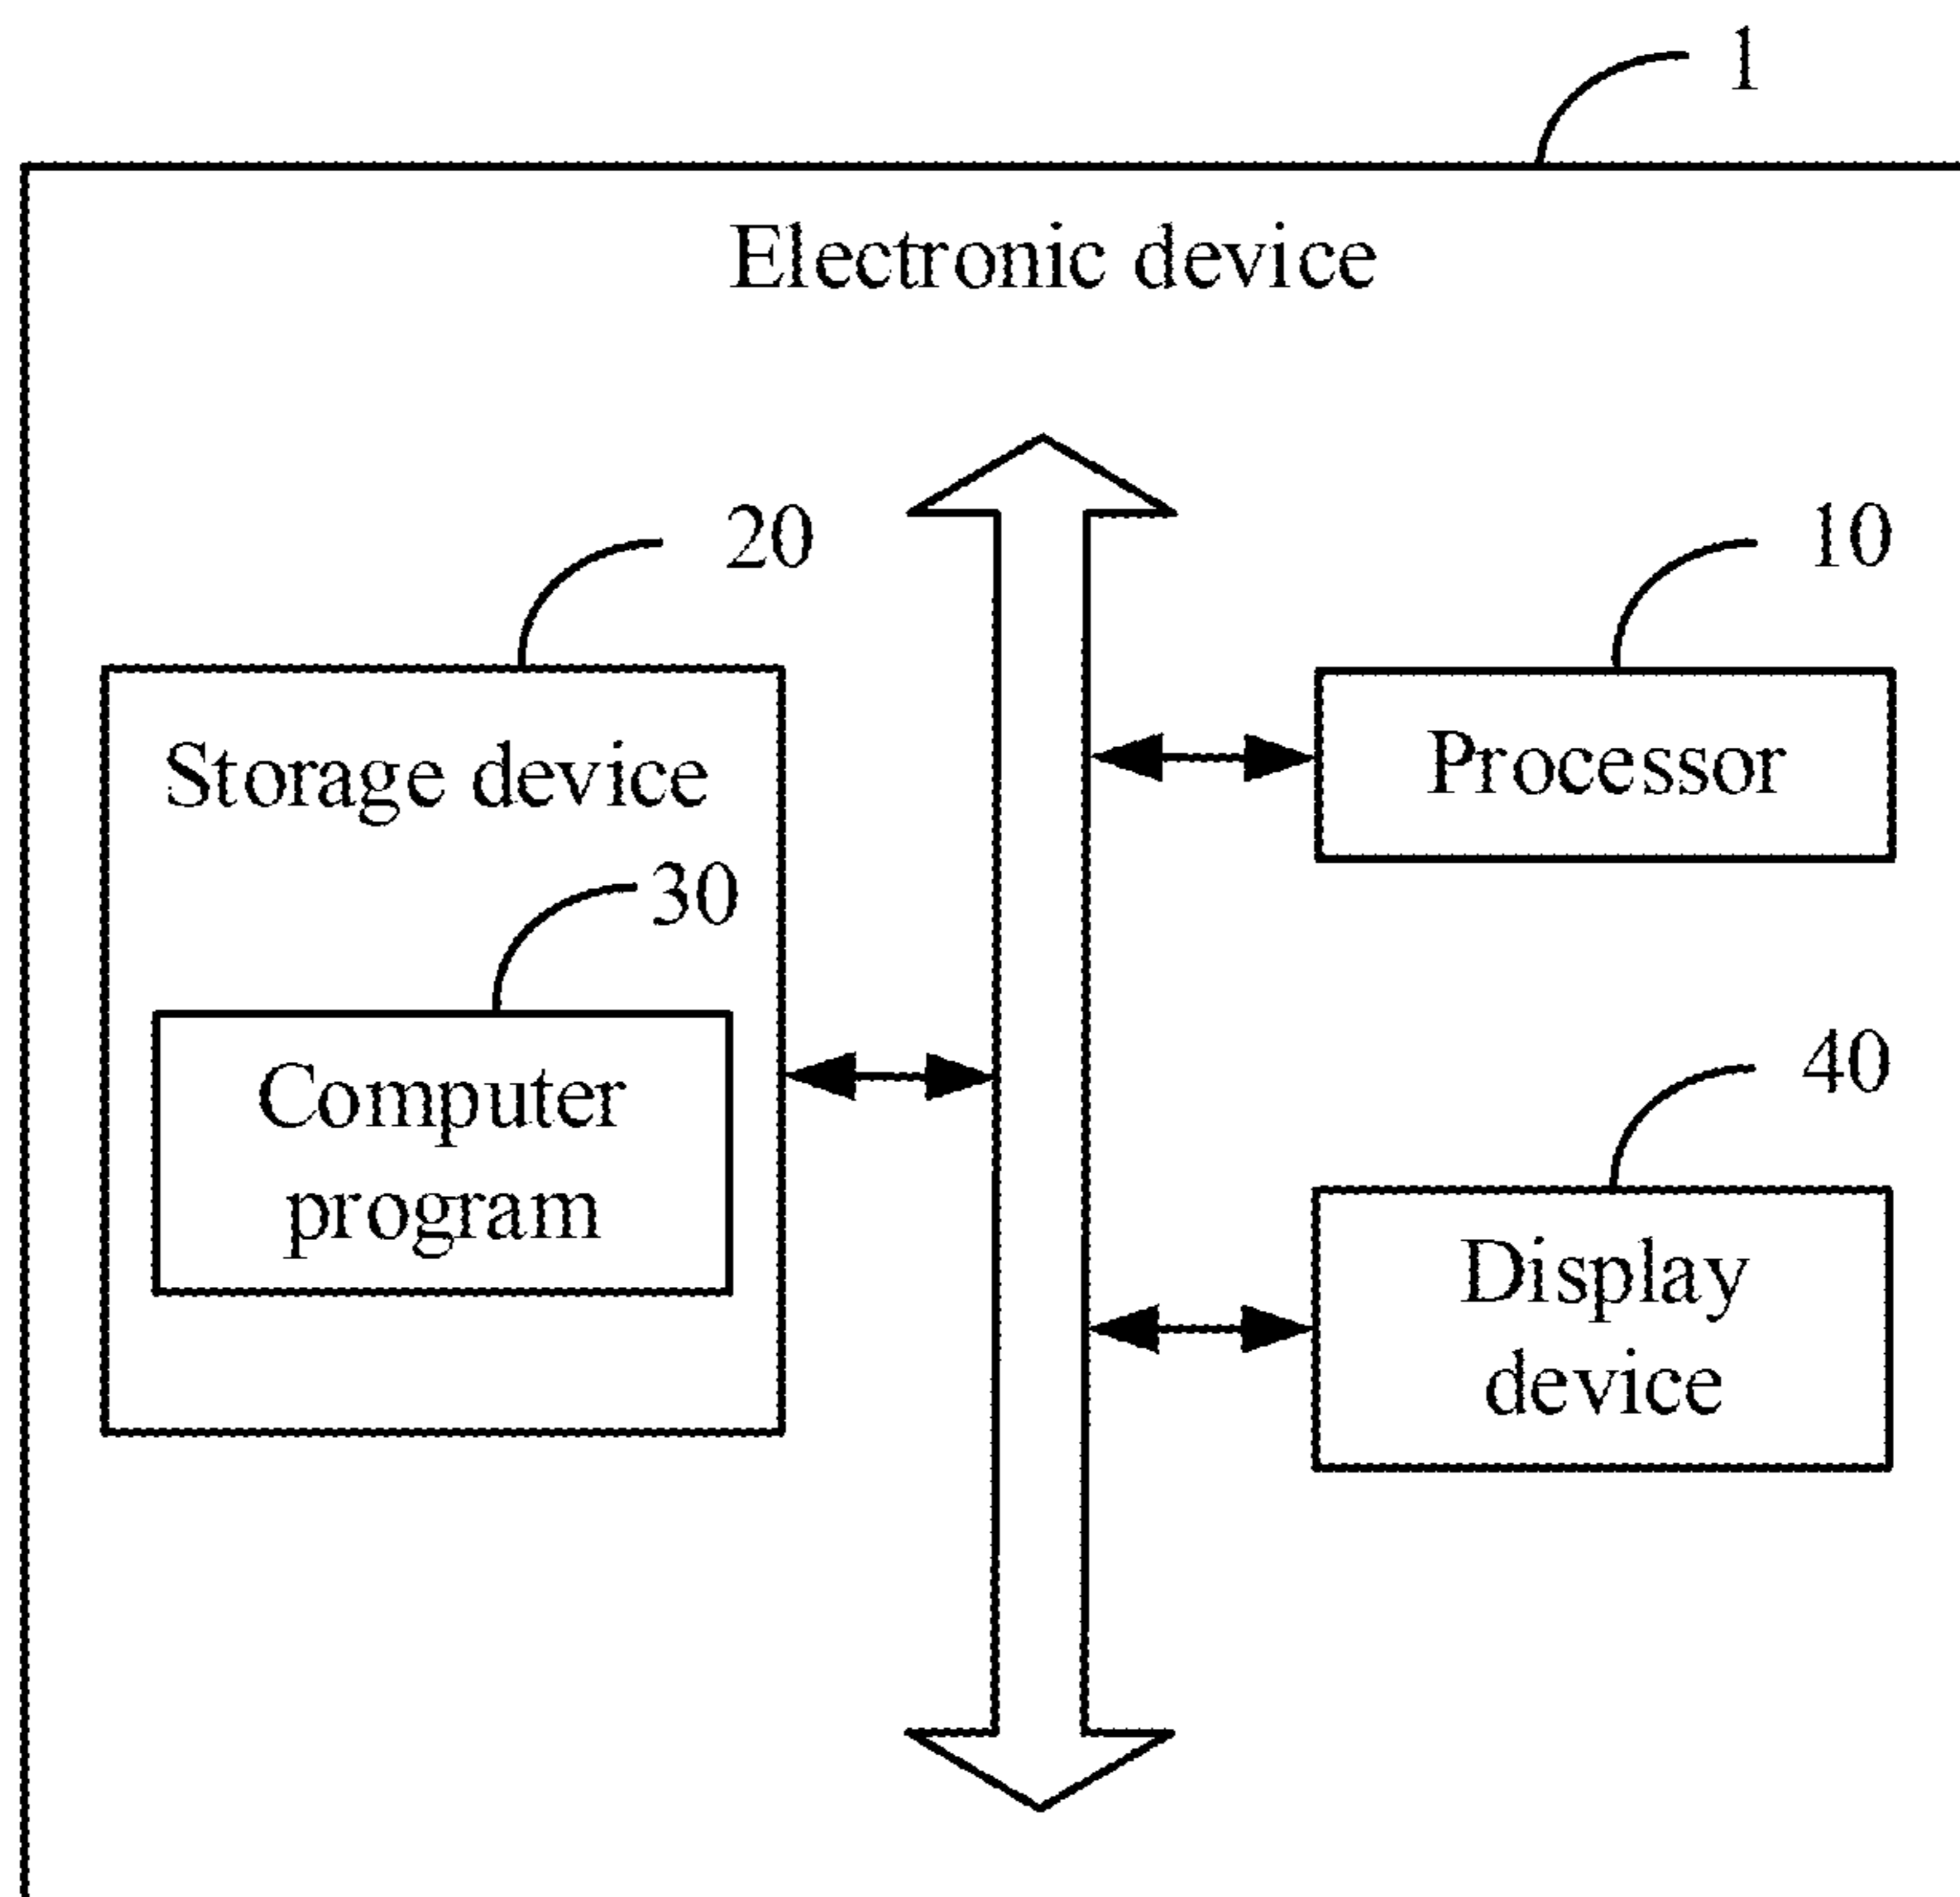 1
Electronic device
20
10
Storage device
Processor
30
40
Computer
program
Display
device